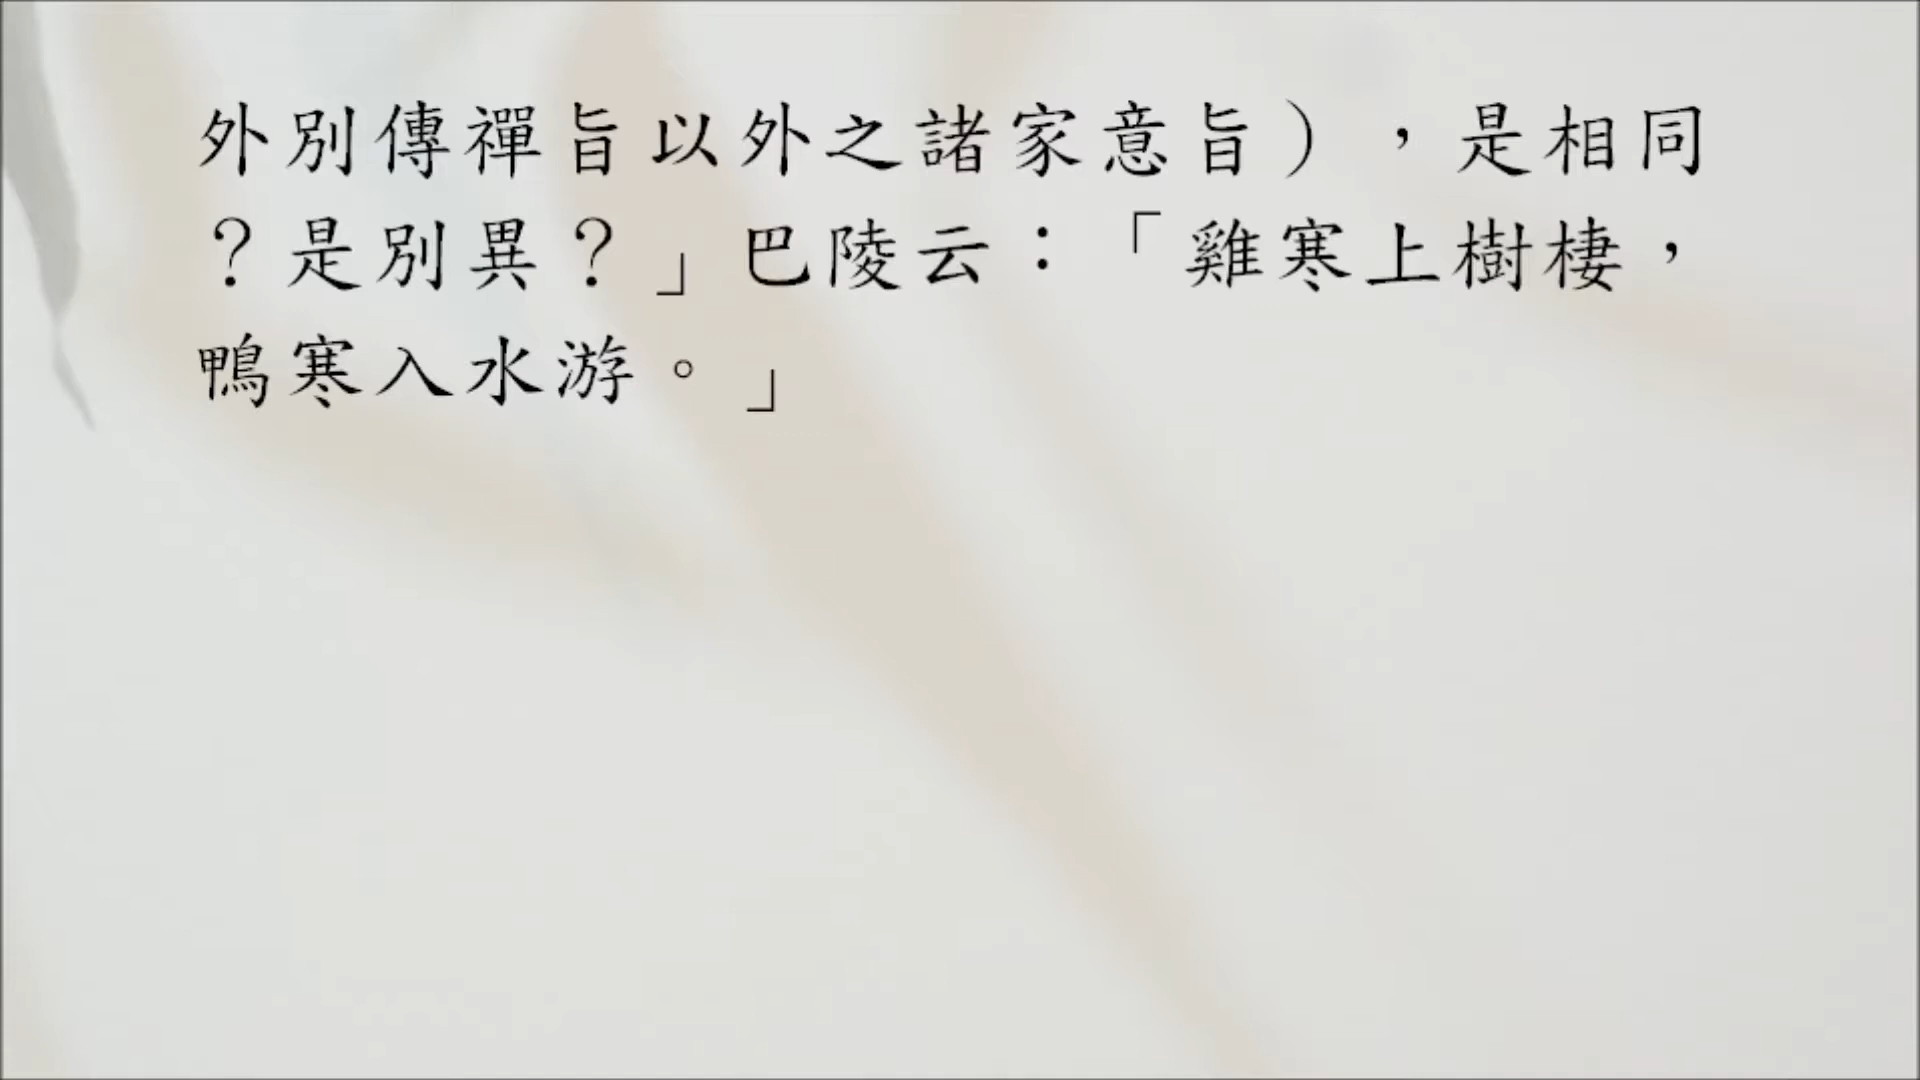 外別傳禪旨以外之諸家意旨），是相同
？是別異？」巴陵云：「雞寒上樹棲，
鴨寒入水游。」